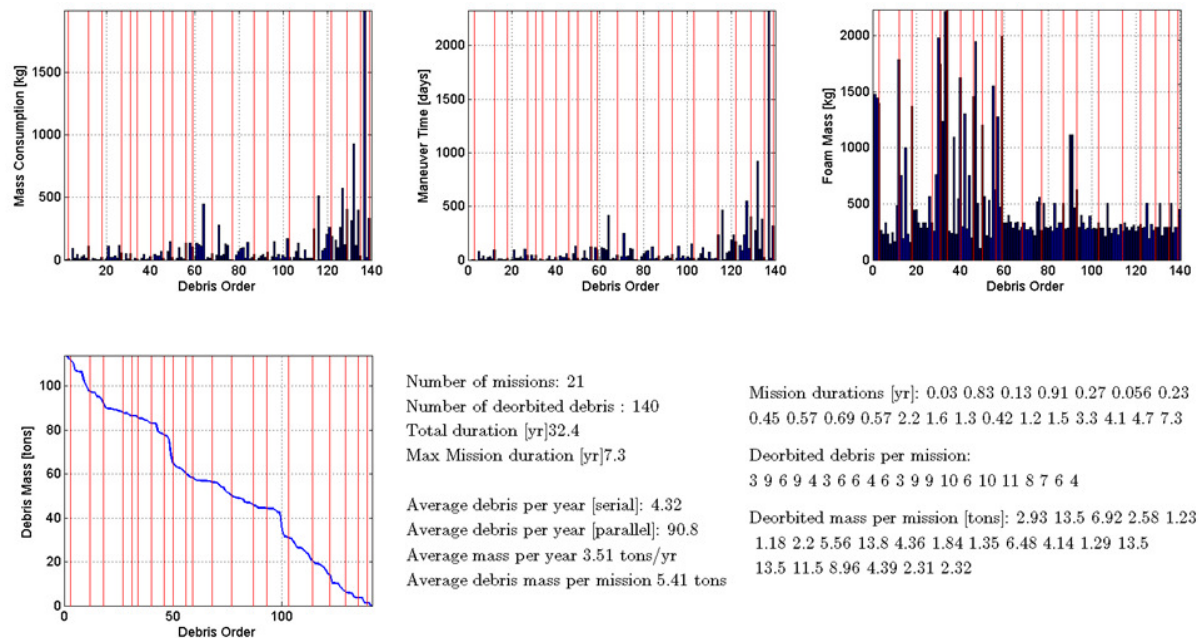 Mass Consumption [kg]
1500
1000
500
0
0 20 40 60 80 100 120 140
Debris Order
Maneuver Time [days]
2000
1500
1000
500
0
0 20 40 60 80 100 120 140
Debris Order
Foam Mass [kg]
2000
1500
1000
500
0
0 20 40 60 80 100 120 140
Debris Order
Debris Mass [tons]
100
80
60
40
20
0
0 50 100
Debris Order
Number of missions: 21
Number of deorbited debris : 140
Total duration [yr]32.4
Max Mission duration [yr]7.3
Average debris per year [serial]: 4.32
Average debris per year [parallel]: 90.8
Average mass per year 3.51 tons/yr
Average debris mass per mission 5.41 tons
Mission durations [yr]: 0.03 0.83 0.13 0.91 0.27 0.056 0.23
0.45 0.57 0.69 0.57 2.2 1.6 1.3 0.42 1.2 1.5 3.3 4.1 4.7 7.3
Deorbited debris per mission:
3 9 6 9 4 3 6 6 4 6 3 9 9 10 6 10 11 8 7 6 4
Deorbited mass per mission [tons]: 2.93 13.5 6.92 2.58 1.23
1.18 2.2 5.56 13.8 4.36 1.84 1.35 6.48 4.14 1.29 13.5
13.5 11.5 8.96 4.39 2.31 2.32